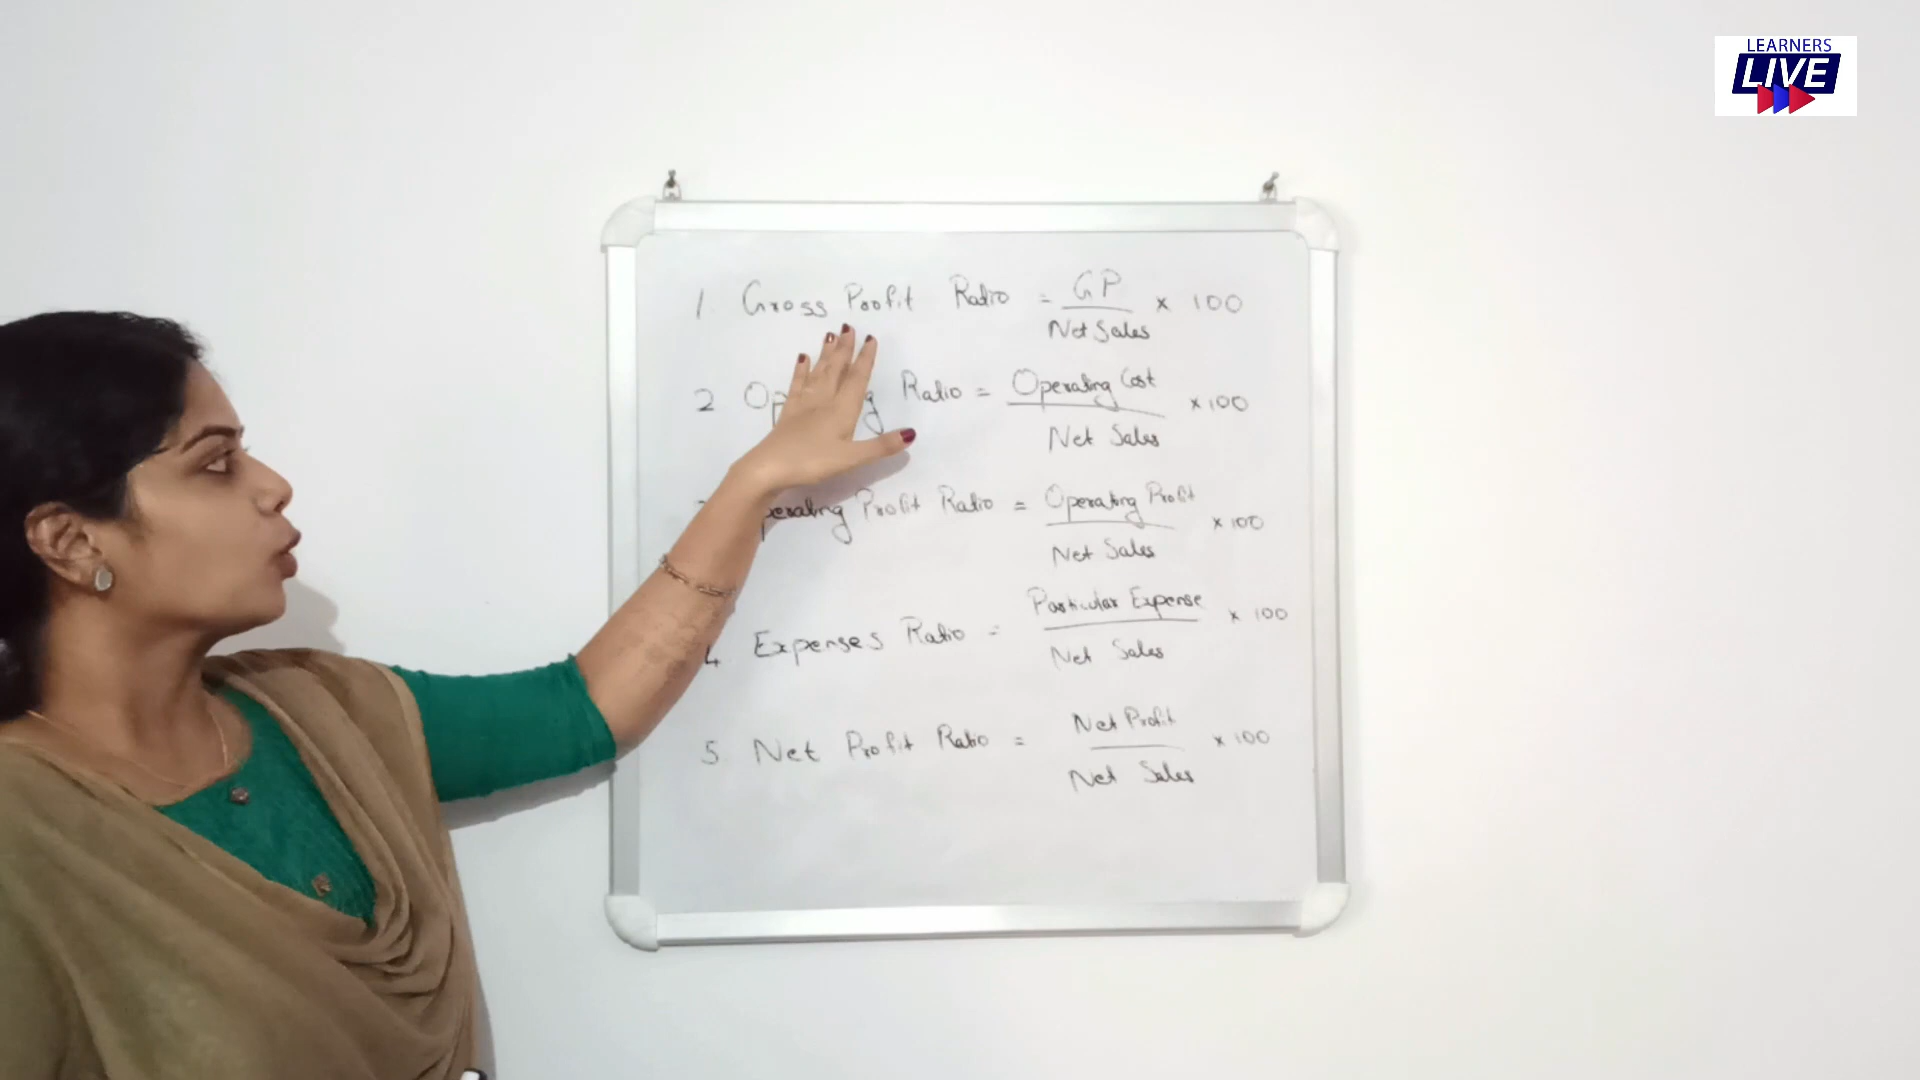 LEARNERS
LIVE
1. Gross Profit Ratio = GP / Net Sales × 100
2 Ratio = Operating Cost / Net Sales × 100
Profit Ratio = Operating Profit / Net Sales × 100
4. Expenses Ratio = Particular Expense / Net Sales × 100
5. Net Profit Ratio = Net Profit / Net Sales × 100